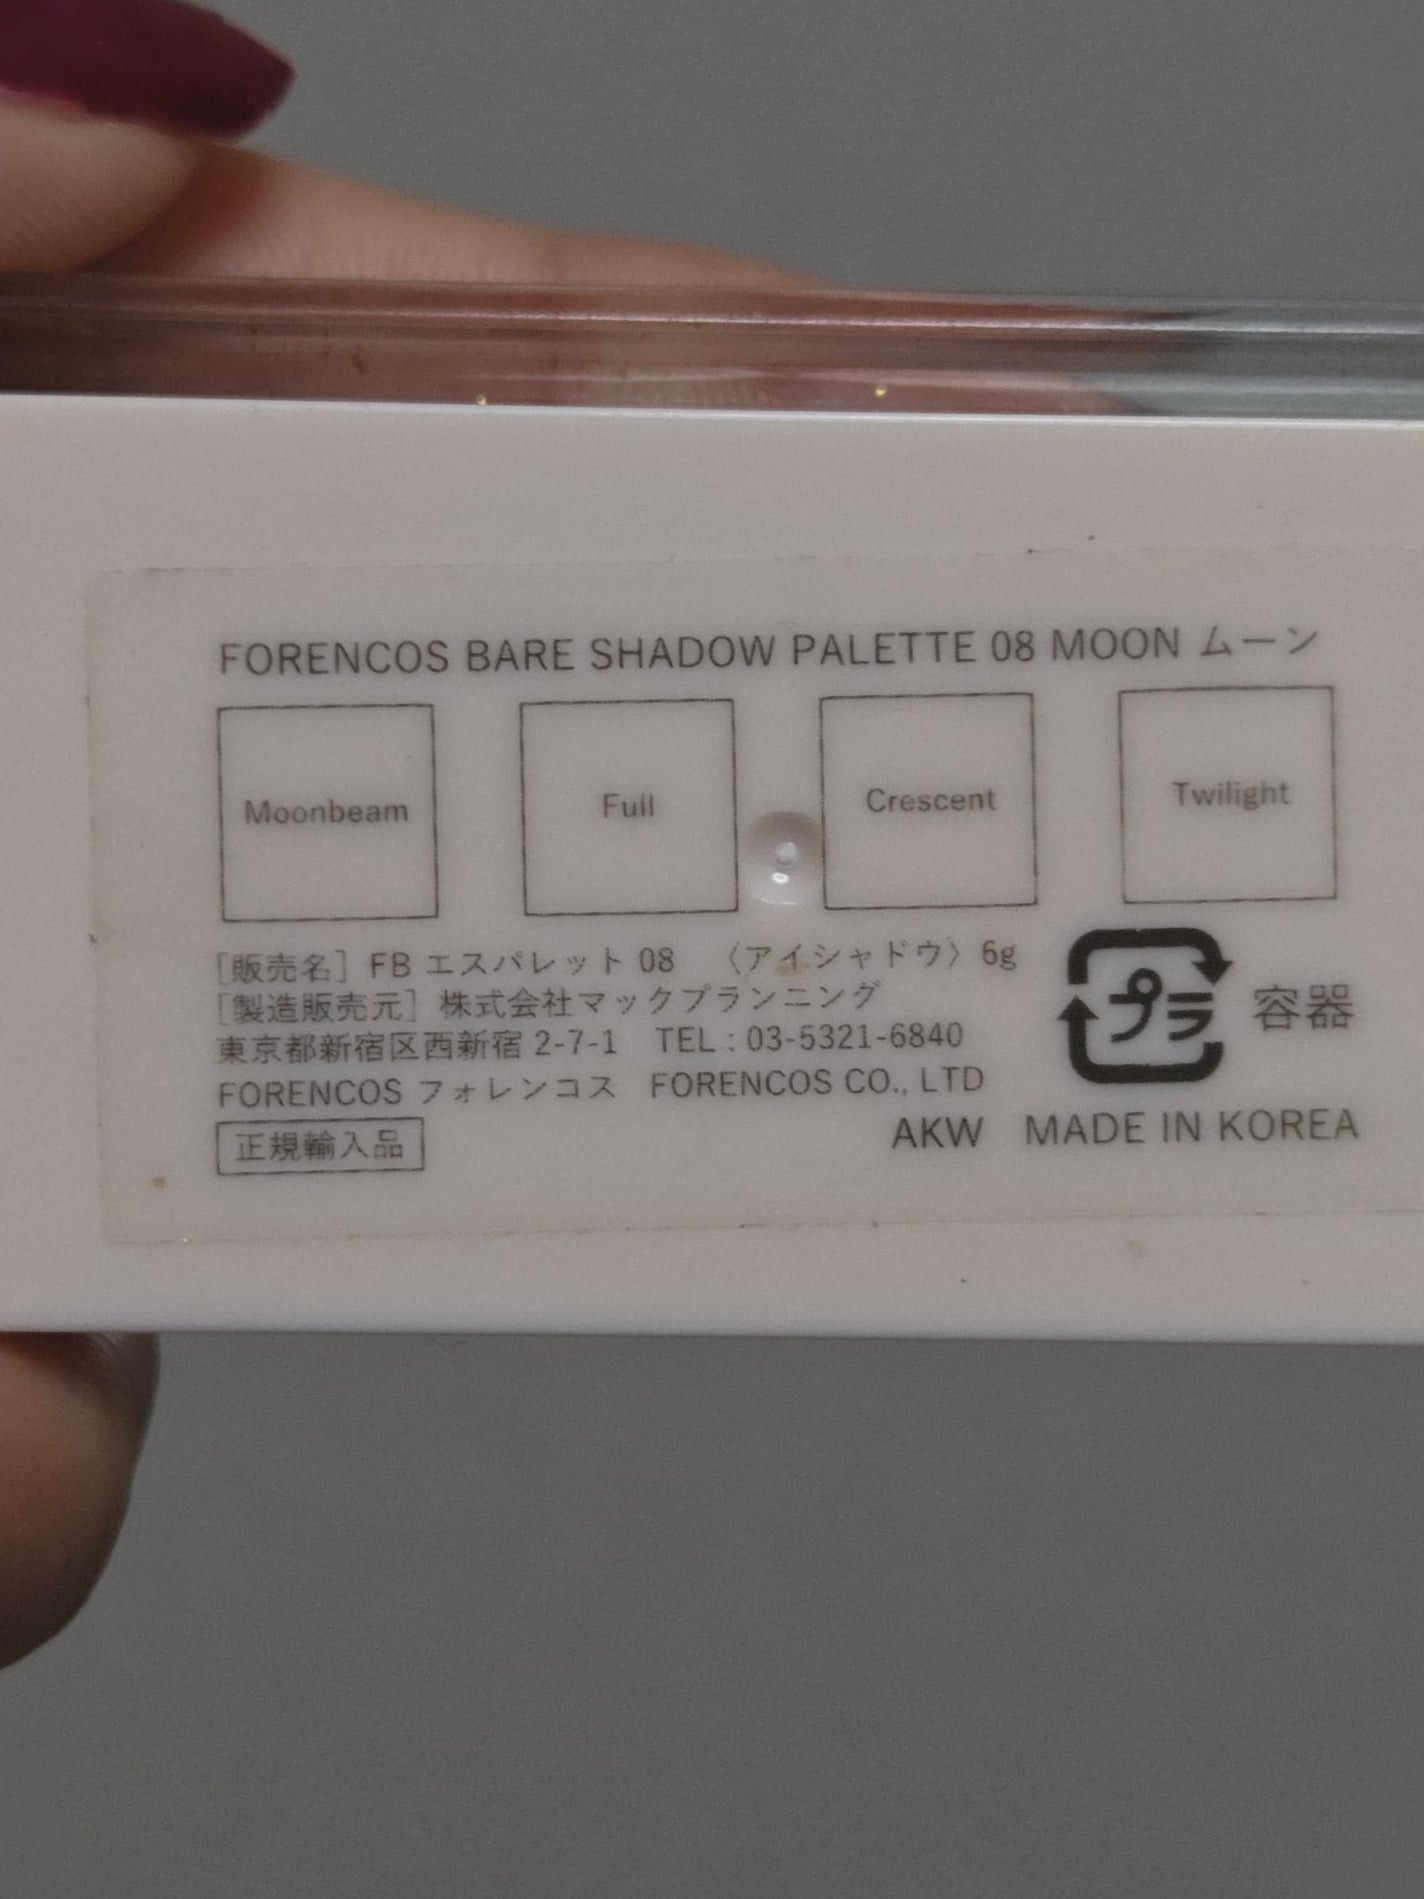 FORENCOS BARE SHADOW PALETTE 08 MOON ムーン
Moonbeam Full Crescent Twilight
［販売名］FB エスパレット 08 〈アイシャドウ〉6g
［製造販売元］株式会社マックプランニング
東京都新宿区西新宿 2-7-1 TEL : 03-5321-6840
FORENCOS フォレンコス FORENCOS CO., LTD
正規輸入品
プラ 容器
AKW MADE IN KOREA